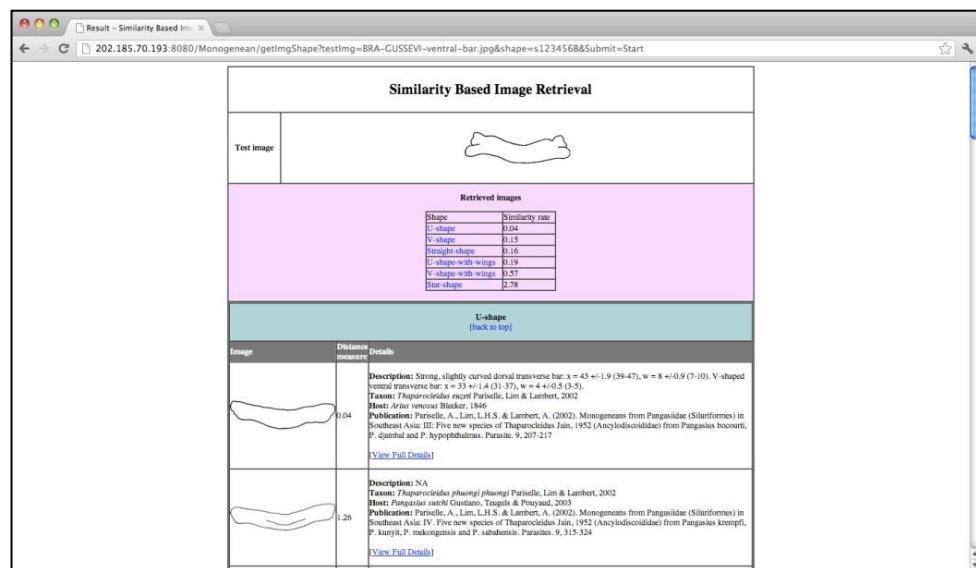 Result – Similarity Based Ima
202.185.70.193:8080/Monogenean/getImgShape?testImg=BRA-GUSSEVI-ventral-bar.jpg&shape=s1234568&Submit=Start
Similarity Based Image Retrieval
Test image
Retrieved images
Shape Similarity rate
U-shape 0.04
V-shape 0.15
Straight-shape 0.16
U-shape-with-wings 0.19
V-shape-with-wings 0.57
Star-shape 2.78
U-shape
[back to top]
Image Distance measure Details
Description: Strong, slightly curved dorsal transverse bar: x = 43 +/-1.9 (39-47), w = 8 +/-0.9 (7-10). V-shaped
ventral transverse bar: x = 33 +/-1.4 (31-37), w = 4 +/-0.5 (3-5).
Taxon: Thaparocleidus euzeti Pariselle, Lim & Lambert, 2002
Host: Arius venosus Bleeker, 1846
0.04
Publication: Pariselle, A., Lim, L.H.S. & Lambert, A. (2002). Monogeneans from Pangasiidae (Siluriformes) in
Southeast Asia: III: Five new species of Thaparocleidus Jain, 1952 (Ancylodiscoididae) from Pangasius bocourti,
P. djambal and P. hypophthalmus. Parasite. 9, 207-217
[View Full Details]
Description: NA
Taxon: Thaparocleidus phuongi phuongi Pariselle, Lim & Lambert, 2002
Host: Pangasius sutchi Gustiano, Teugels & Pouyaud, 2003
1.26
Publication: Pariselle, A., Lim, L.H.S. & Lambert, A. (2002). Monogeneans from Pangasiidae (Siluriformes) in
Southeast Asia: IV. Five new species of Thaparocleidus Jain, 1952 (Ancylodiscoididae) from Pangasius krempfi,
P. kunyit, P. mekongensis and P. sabahensis. Parasites. 9, 315-324
[View Full Details]